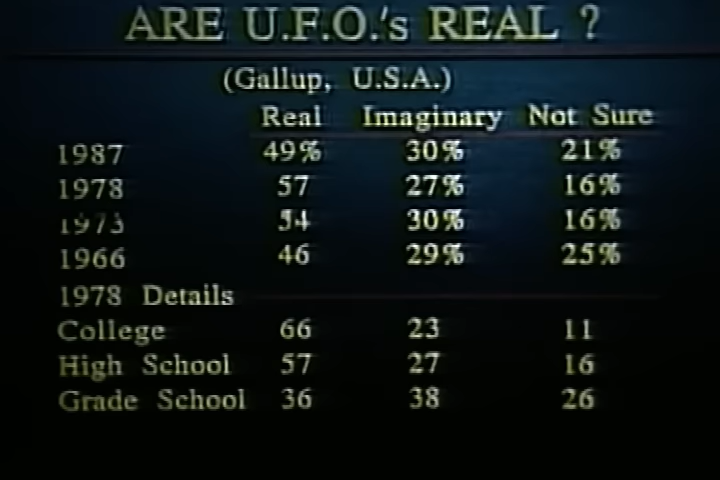 ARE U.F.O.'s REAL ?
(Gallup, U.S.A.)
Real Imaginary Not Sure
1987 49% 30% 21%
1978 57 27% 16%
1973 54 30% 16%
1966 46 29% 25%
1978 Details
College 66 23 11
High School 57 27 16
Grade School 36 38 26